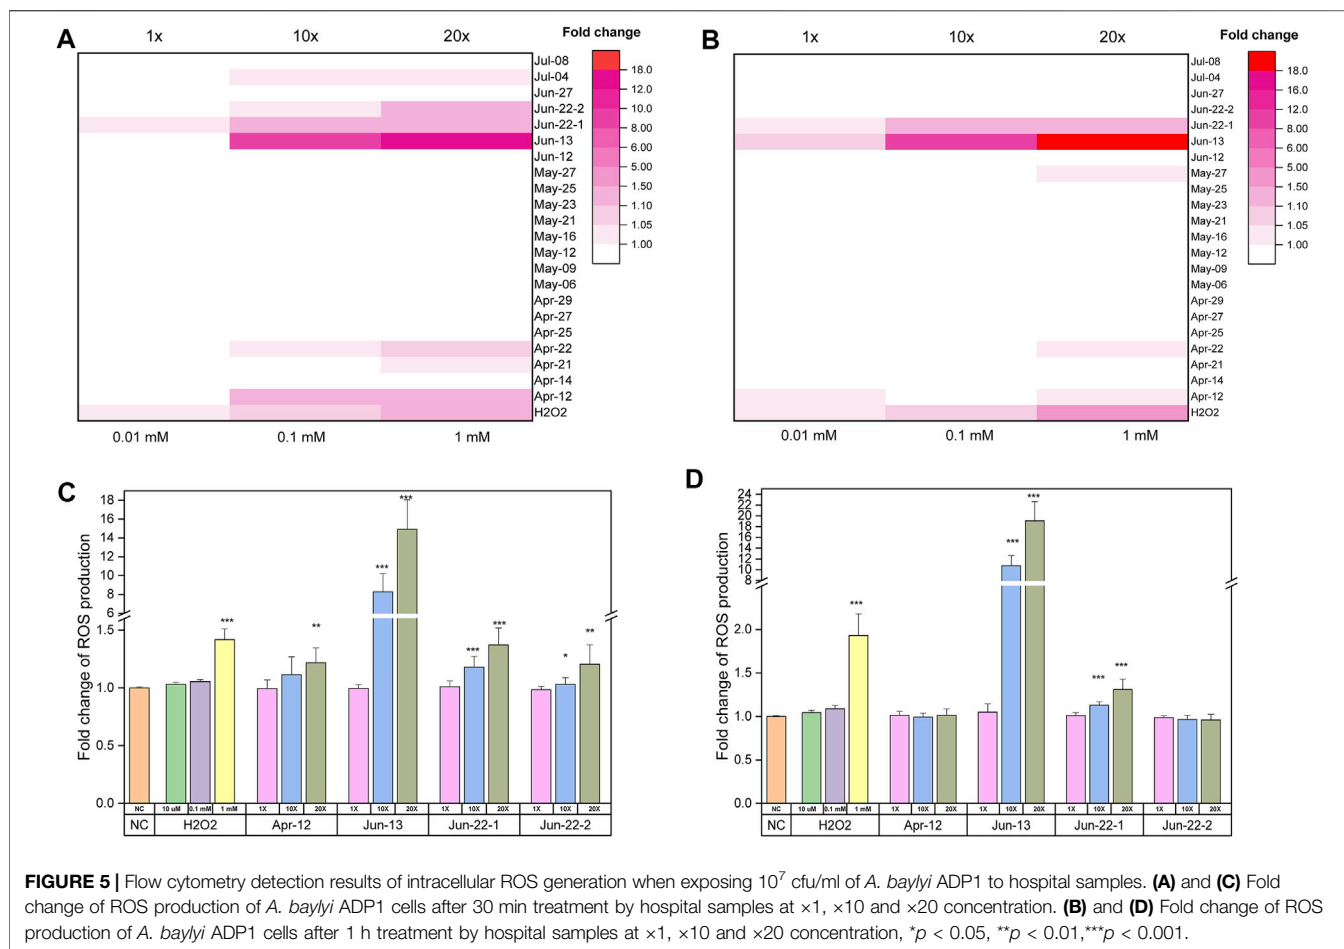 A
1x 10x 20x
Fold change
Jul-08
Jul-04
Jun-27
Jun-22-2
Jun-22-1
Jun-13
Jun-12
May-27
May-25
May-23
May-21
May-16
May-12
May-09
May-06
Apr-29
Apr-27
Apr-25
Apr-22
Apr-21
Apr-14
Apr-12
H2O2
18.0
12.0
10.0
8.00
6.00
5.00
1.50
1.10
1.05
1.00
0.01 mM 0.1 mM 1 mM
B
1x 10x 20x
Fold change
Jul-08
Jul-04
Jun-27
Jun-22-2
Jun-22-1
Jun-13
Jun-12
May-27
May-25
May-23
May-21
May-16
May-12
May-09
May-06
Apr-29
Apr-27
Apr-25
Apr-22
Apr-21
Apr-14
Apr-12
H2O2
18.0
16.0
12.0
8.00
6.00
5.00
1.50
1.10
1.05
1.00
0.01 mM 0.1 mM 1 mM
C
Fold change of ROS production
18
16
14
12
10
8
6
1.5
1.0
0.5
0.0
*** ** *** *** *** *** * **
NC 10 uM 0.1 mM 1 mM 1X 10X 20X 1X 10X 20X 1X 10X 20X 1X 10X 20X
NC H2O2 Apr-12 Jun-13 Jun-22-1 Jun-22-2
D
Fold change of ROS production
24
22
20
18
16
14
12
10
8
2.0
1.5
1.0
0.5
0.0
*** *** *** *** ***
NC 10 uM 0.1 mM 1 mM 1X 10X 20X 1X 10X 20X 1X 10X 20X 1X 10X 20X
NC H2O2 Apr-12 Jun-13 Jun-22-1 Jun-22-2
FIGURE 5 | Flow cytometry detection results of intracellular ROS generation when exposing 10⁷ cfu/ml of A. baylyi ADP1 to hospital samples. (A) and (C) Fold
change of ROS production of A. baylyi ADP1 cells after 30 min treatment by hospital samples at ×1, ×10 and ×20 concentration. (B) and (D) Fold change of ROS
production of A. baylyi ADP1 cells after 1 h treatment by hospital samples at ×1, ×10 and ×20 concentration, *p < 0.05, **p < 0.01,***p < 0.001.